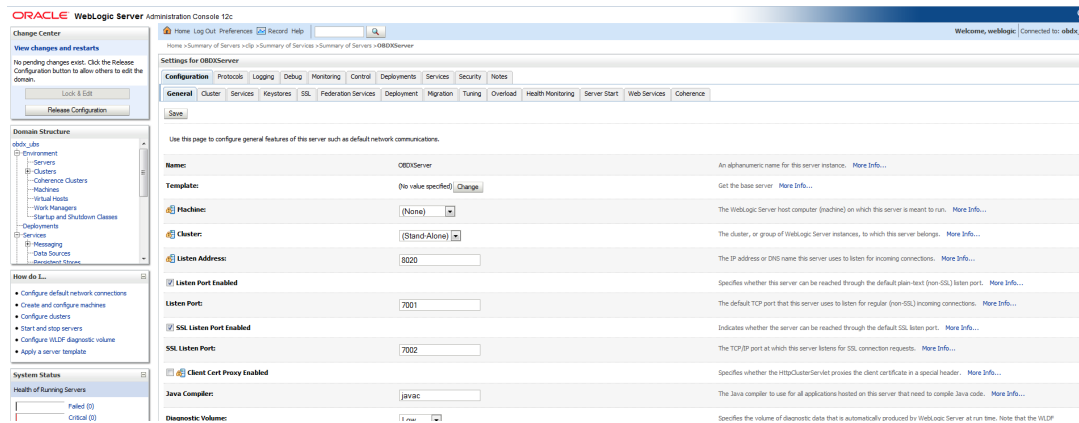 ORACLE WebLogic Server Administration Console 12c
Change Center
View changes and restarts
No pending changes exist. Click the Release
Configuration button to allow others to edit the
domain.
Lock & Edit
Release Configuration
Domain Structure
obdx_ubs
Environment
Servers
Clusters
Coherence Clusters
Machines
Virtual Hosts
Work Managers
Startup and Shutdown Classes
Deployments
Services
Messaging
Data Sources
Persistent Stores
How do I...
Configure default network connections
Create and configure machines
Configure clusters
Start and stop servers
Configure WLDF diagnostic volume
Apply a server template
System Status
Health of Running Servers
Failed (0)
Critical (0)
Home Log Out Preferences Record Help
Welcome, weblogic Connected to: obdx_
Home >Summary of Servers >clip >Summary of Services >Summary of Servers >OBDXServer
Settings for OBDXServer
Configuration Protocols Logging Debug Monitoring Control Deployments Services Security Notes
General Cluster Services Keystores SSL Federation Services Deployment Migration Tuning Overload Health Monitoring Server Start Web Services Coherence
Save
Use this page to configure general features of this server such as default network communications.
Name: OBDXServer An alphanumeric name for this server instance. More Info...
Template: (No value specified) Change Get the base server More Info...
Machine: (None) The WebLogic Server host computer (machine) on which this server is meant to run. More Info...
Cluster: (Stand-Alone) The cluster, or group of WebLogic Server instances, to which this server belongs. More Info...
Listen Address: 8020 The IP address or DNS name this server uses to listen for incoming connections. More Info...
Listen Port Enabled Specifies whether this server can be reached through the default plain-text (non-SSL) listen port. More Info...
Listen Port: 7001 The default TCP port that this server uses to listen for regular (non-SSL) incoming connections. More Info...
SSL Listen Port Enabled Indicates whether the server can be reached through the default SSL listen port. More Info...
SSL Listen Port: 7002 The TCP/IP port at which this server listens for SSL connection requests. More Info...
Client Cert Proxy Enabled Specifies whether the HttpClusterServlet proxies the client certificate in a special header. More Info...
Java Compiler: javac The Java compiler to use for all applications hosted on this server that need to compile Java code. More Info...
Diagnostic Volume: Low Specifies the volume of diagnostic data that is automatically produced by WebLogic Server at run time. Note that the WLDF